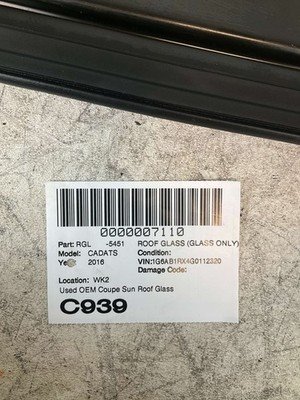 0000007110
Part: RGL -5451 ROOF GLASS (GLASS ONLY)
Model: CADATS Condition:
2016 VIN:1G6AB1RX4G0112320
Damage Code:
Location: WK2
Used OEM Coupe Sun Roof Glass
C939